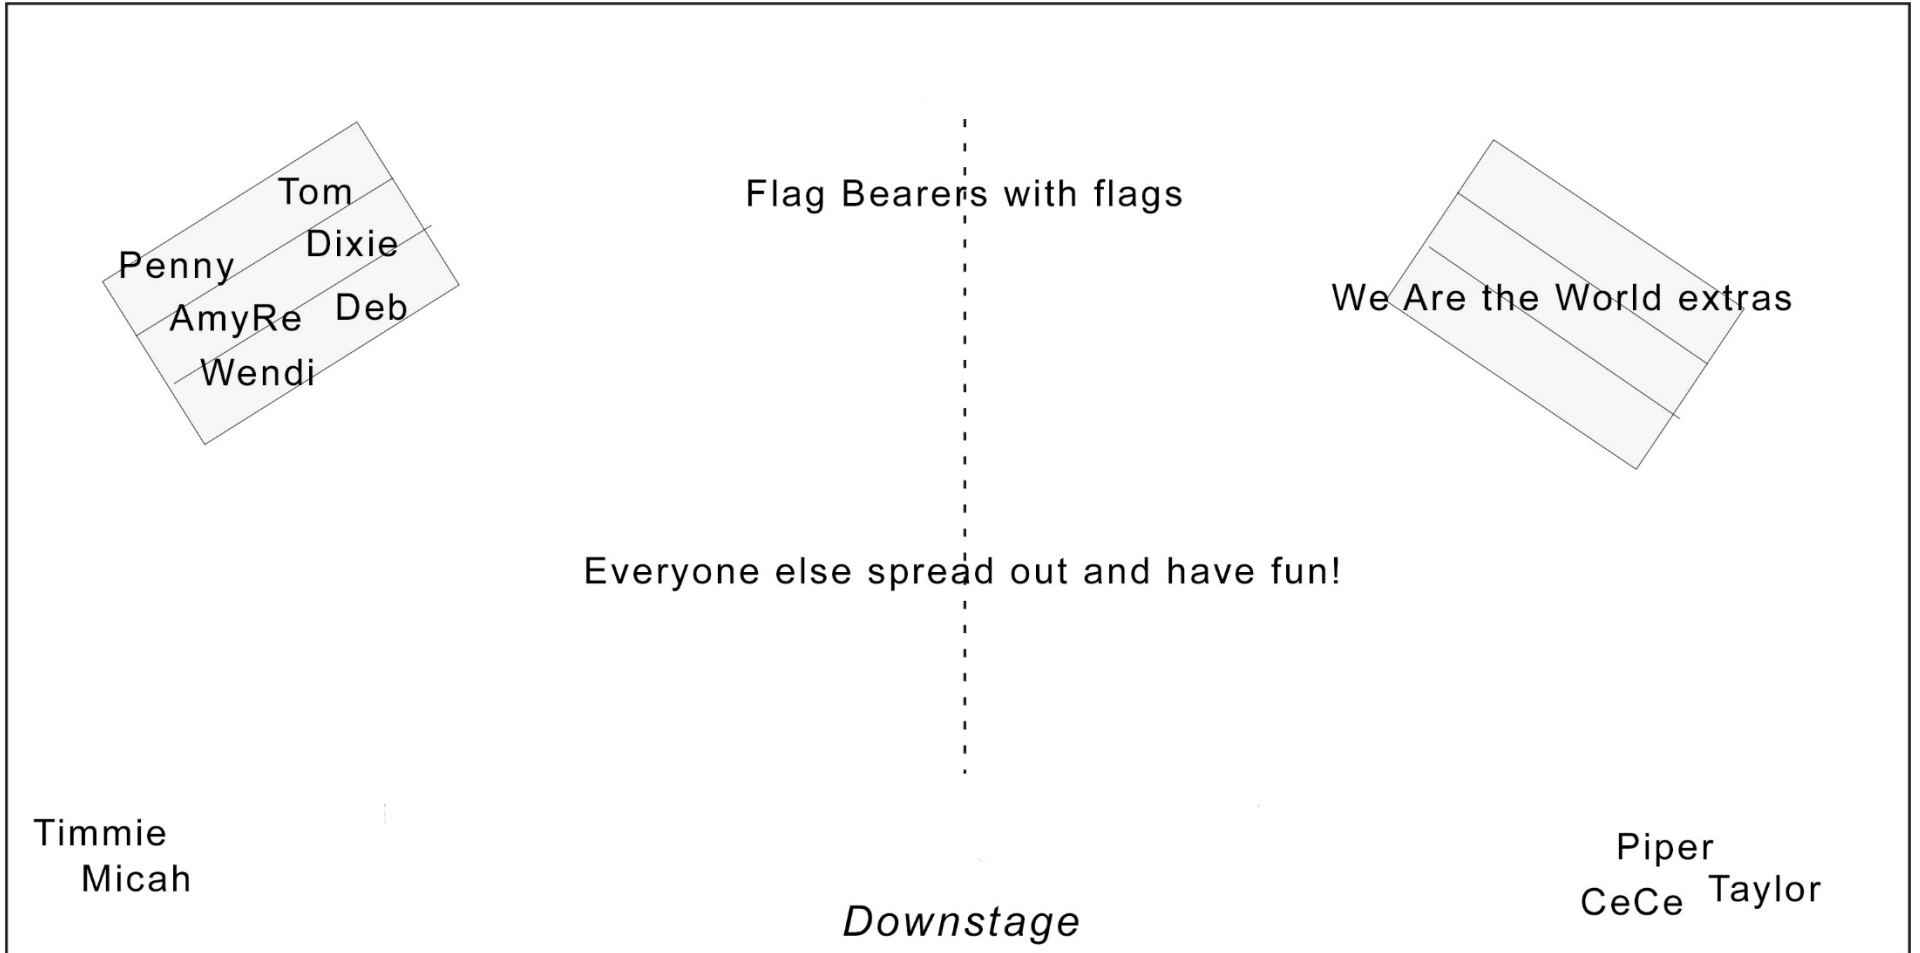 Tom
Flag Bearers with flags
Dixie
Penny
We Are the World extras
Deb
AmyRe
Wendi
Everyone else spread out and have fun!
Timmie
Micah
Piper
Taylor
CeCe
Downstage